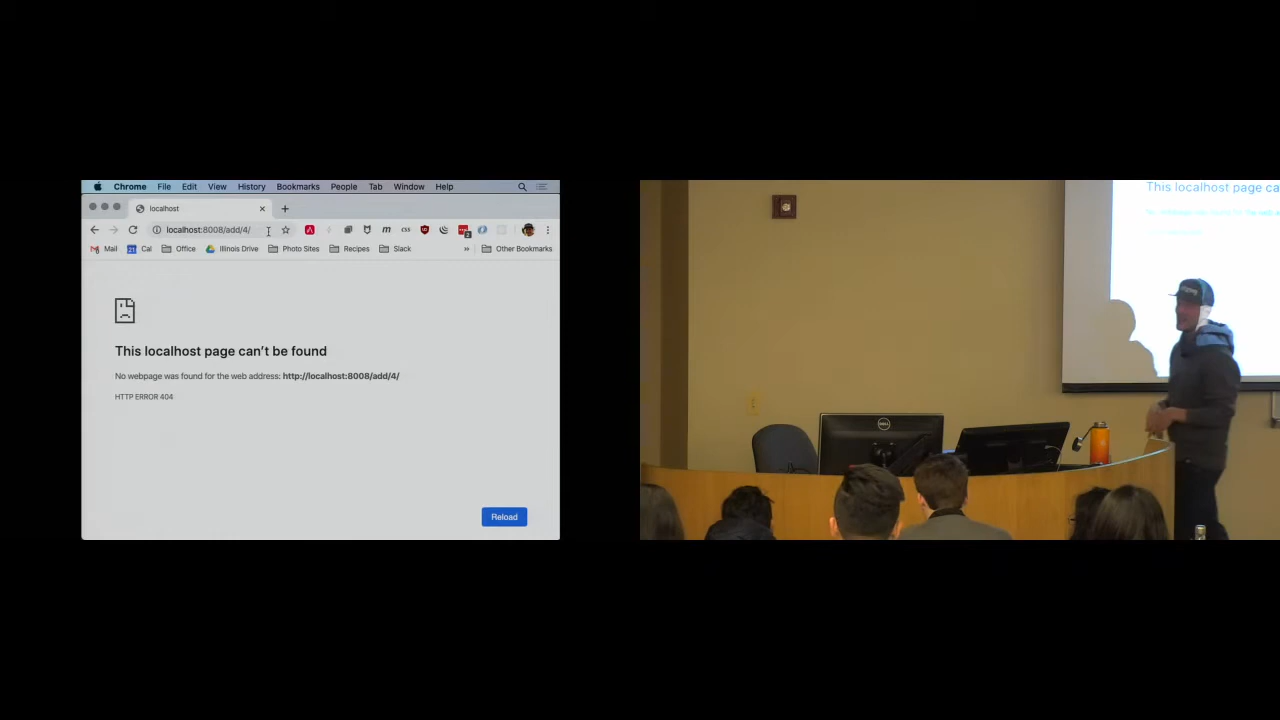 Chrome File Edit View History Bookmarks People Tab Window Help
localhost
localhost:8008/add/4/
Mail Cal Office Illinois Drive Photo Sites Recipes Slack » Other Bookmarks
This localhost page can't be found
No webpage was found for the web address: http://localhost:8008/add/4/
HTTP ERROR 404
Reload
This localhost page ca
DELL